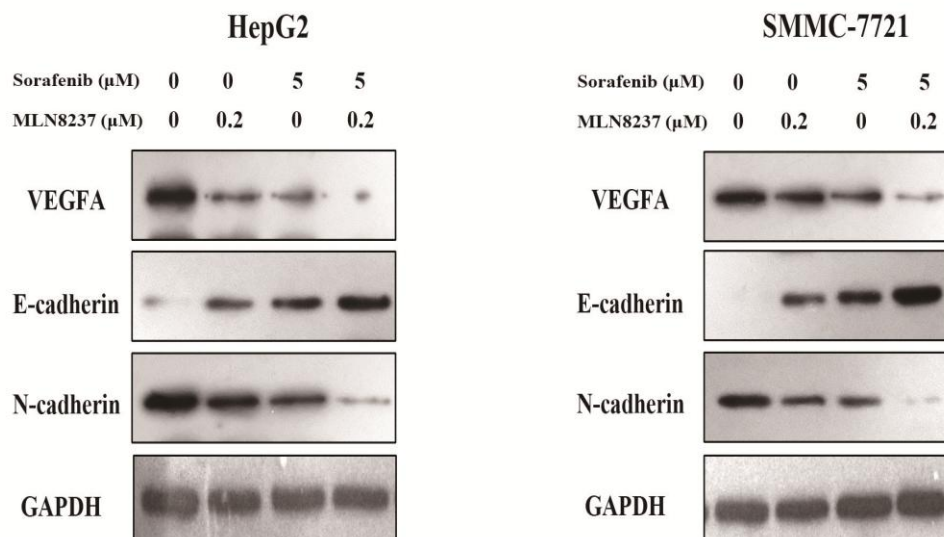 HepG2
Sorafenib (μM) 0 0 5 5
MLN8237 (μM) 0 0.2 0 0.2
VEGFA
E-cadherin
N-cadherin
GAPDH
SMMC-7721
Sorafenib (μM) 0 0 5 5
MLN8237 (μM) 0 0.2 0 0.2
VEGFA
E-cadherin
N-cadherin
GAPDH